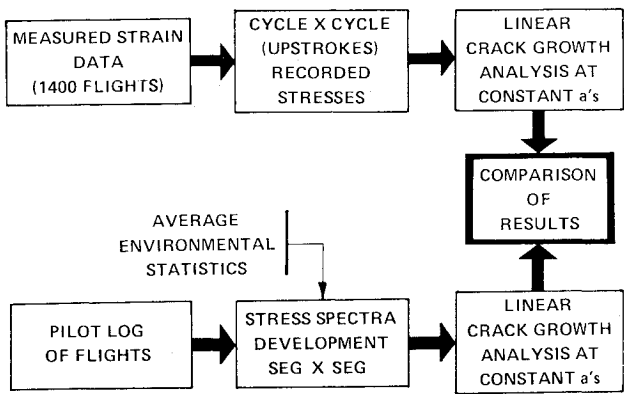 MEASURED STRAIN
DATA
(1400 FLIGHTS)
CYCLE X CYCLE
(UPSTROKES)
RECORDED
STRESSES
LINEAR
CRACK GROWTH
ANALYSIS AT
CONSTANT a's
COMPARISON
OF
RESULTS
AVERAGE
ENVIRONMENTAL
STATISTICS
PILOT LOG
OF FLIGHTS
STRESS SPECTRA
DEVELOPMENT
SEG X SEG
LINEAR
CRACK GROWTH
ANALYSIS AT
CONSTANT a's